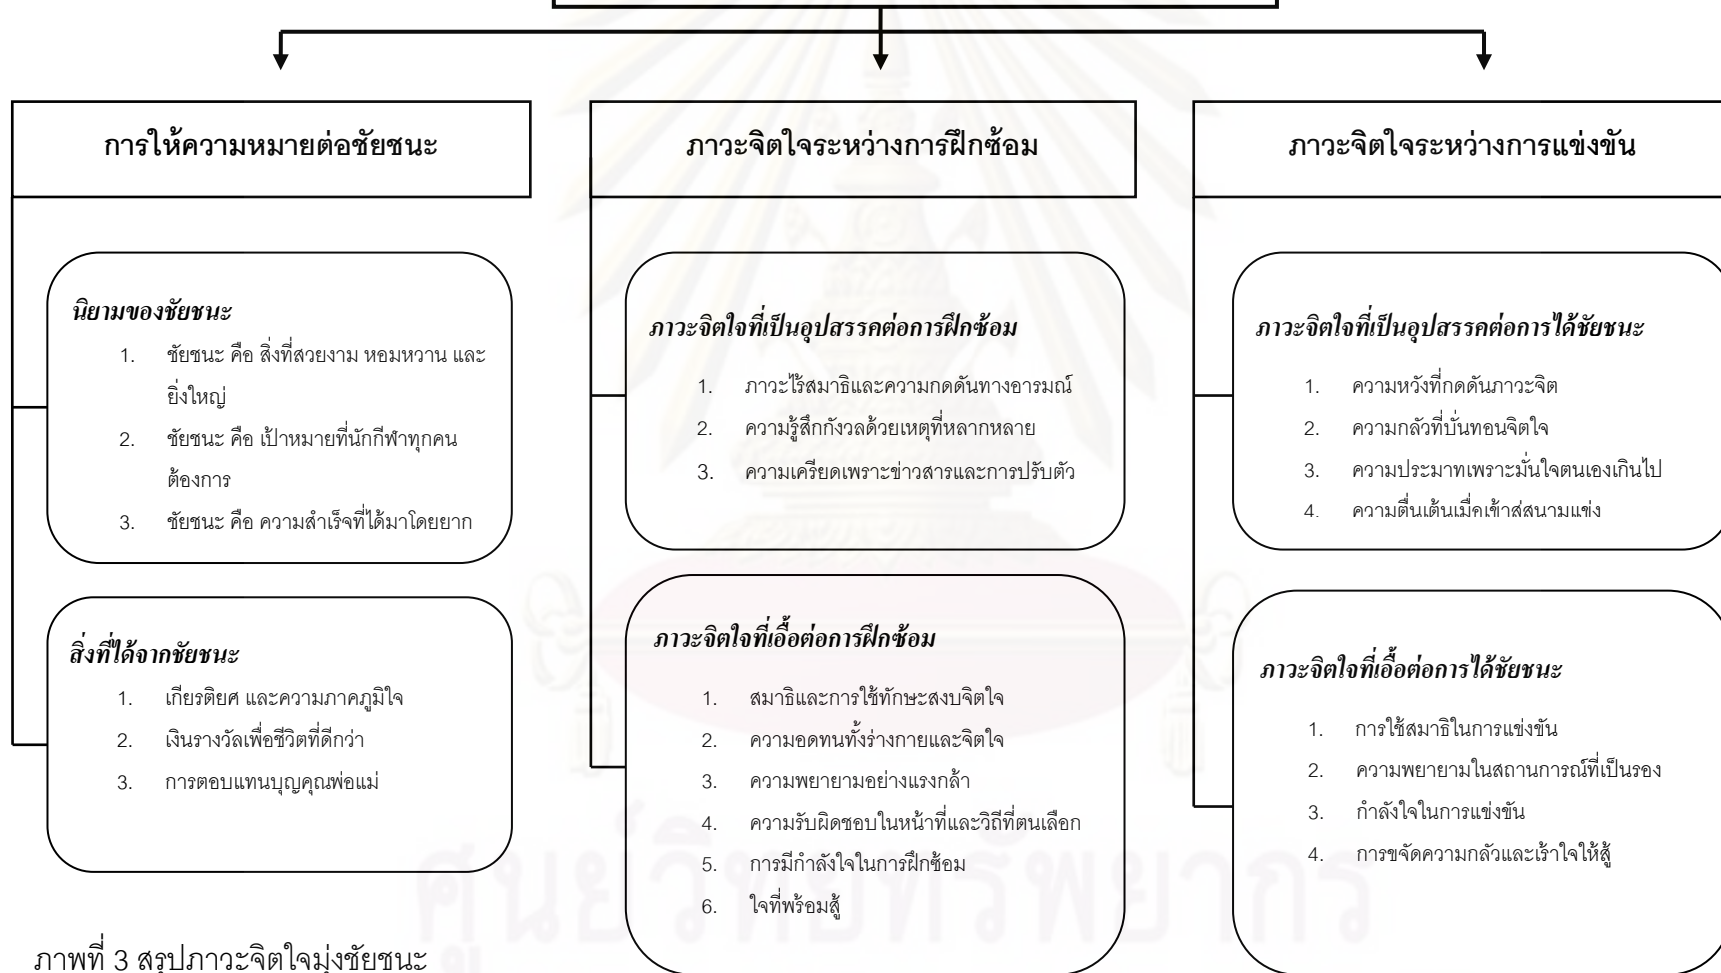 การให้ความหมายต่อชัยชนะ
นิยามของชัยชนะ
1. ชัยชนะ คือ สิ่งที่สวยงาม หอมหวาน และ
ยิ่งใหญ่
2. ชัยชนะ คือ เป้าหมายที่นักกีฬาทุกคน
ต้องการ
3. ชัยชนะ คือ ความสำเร็จที่ได้มาโดยยาก
สิ่งที่ได้จากชัยชนะ
1. เกียรติยศ และความภาคภูมิใจ
2. เงินรางวัลเพื่อชีวิตที่ดีกว่า
3. การตอบแทนบุญคุณพ่อแม่
ภาวะจิตใจระหว่างการฝึกซ้อม
ภาวะจิตใจที่เป็นอุปสรรคต่อการฝึกซ้อม
1. ภาวะไร้สมาธิและความกดดันทางอารมณ์
2. ความรู้สึกกังวลด้วยเหตุที่หลากหลาย
3. ความเครียดเพราะข่าวสารและการปรับตัว
ภาวะจิตใจที่เอื้อต่อการฝึกซ้อม
1. สมาธิและการใช้ทักษะสงบจิตใจ
2. ความอดทนทั้งร่างกายและจิตใจ
3. ความพยายามอย่างแรงกล้า
4. ความรับผิดชอบในหน้าที่และวิถีที่ตนเลือก
5. การมีกำลังใจในการฝึกซ้อม
6. ใจที่พร้อมสู้
ภาวะจิตใจระหว่างการแข่งขัน
ภาวะจิตใจที่เป็นอุปสรรคต่อการได้ชัยชนะ
1. ความหวังที่กดดันภาวะจิต
2. ความกลัวที่บั่นทอนจิตใจ
3. ความประมาทเพราะมั่นใจตนเองเกินไป
4. ความตื่นเต้นเมื่อเข้าสู่สนามแข่ง
ภาวะจิตใจที่เอื้อต่อการได้ชัยชนะ
1. การใช้สมาธิในการแข่งขัน
2. ความพยายามในสถานการณ์ที่เป็นรอง
3. กำลังใจในการแข่งขัน
4. การขจัดความกลัวและเร้าใจให้สู้
ภาพที่ 3 สรุปภาวะจิตใจมุ่งชัยชนะ
ศูนย์วิทยทรัพยากร